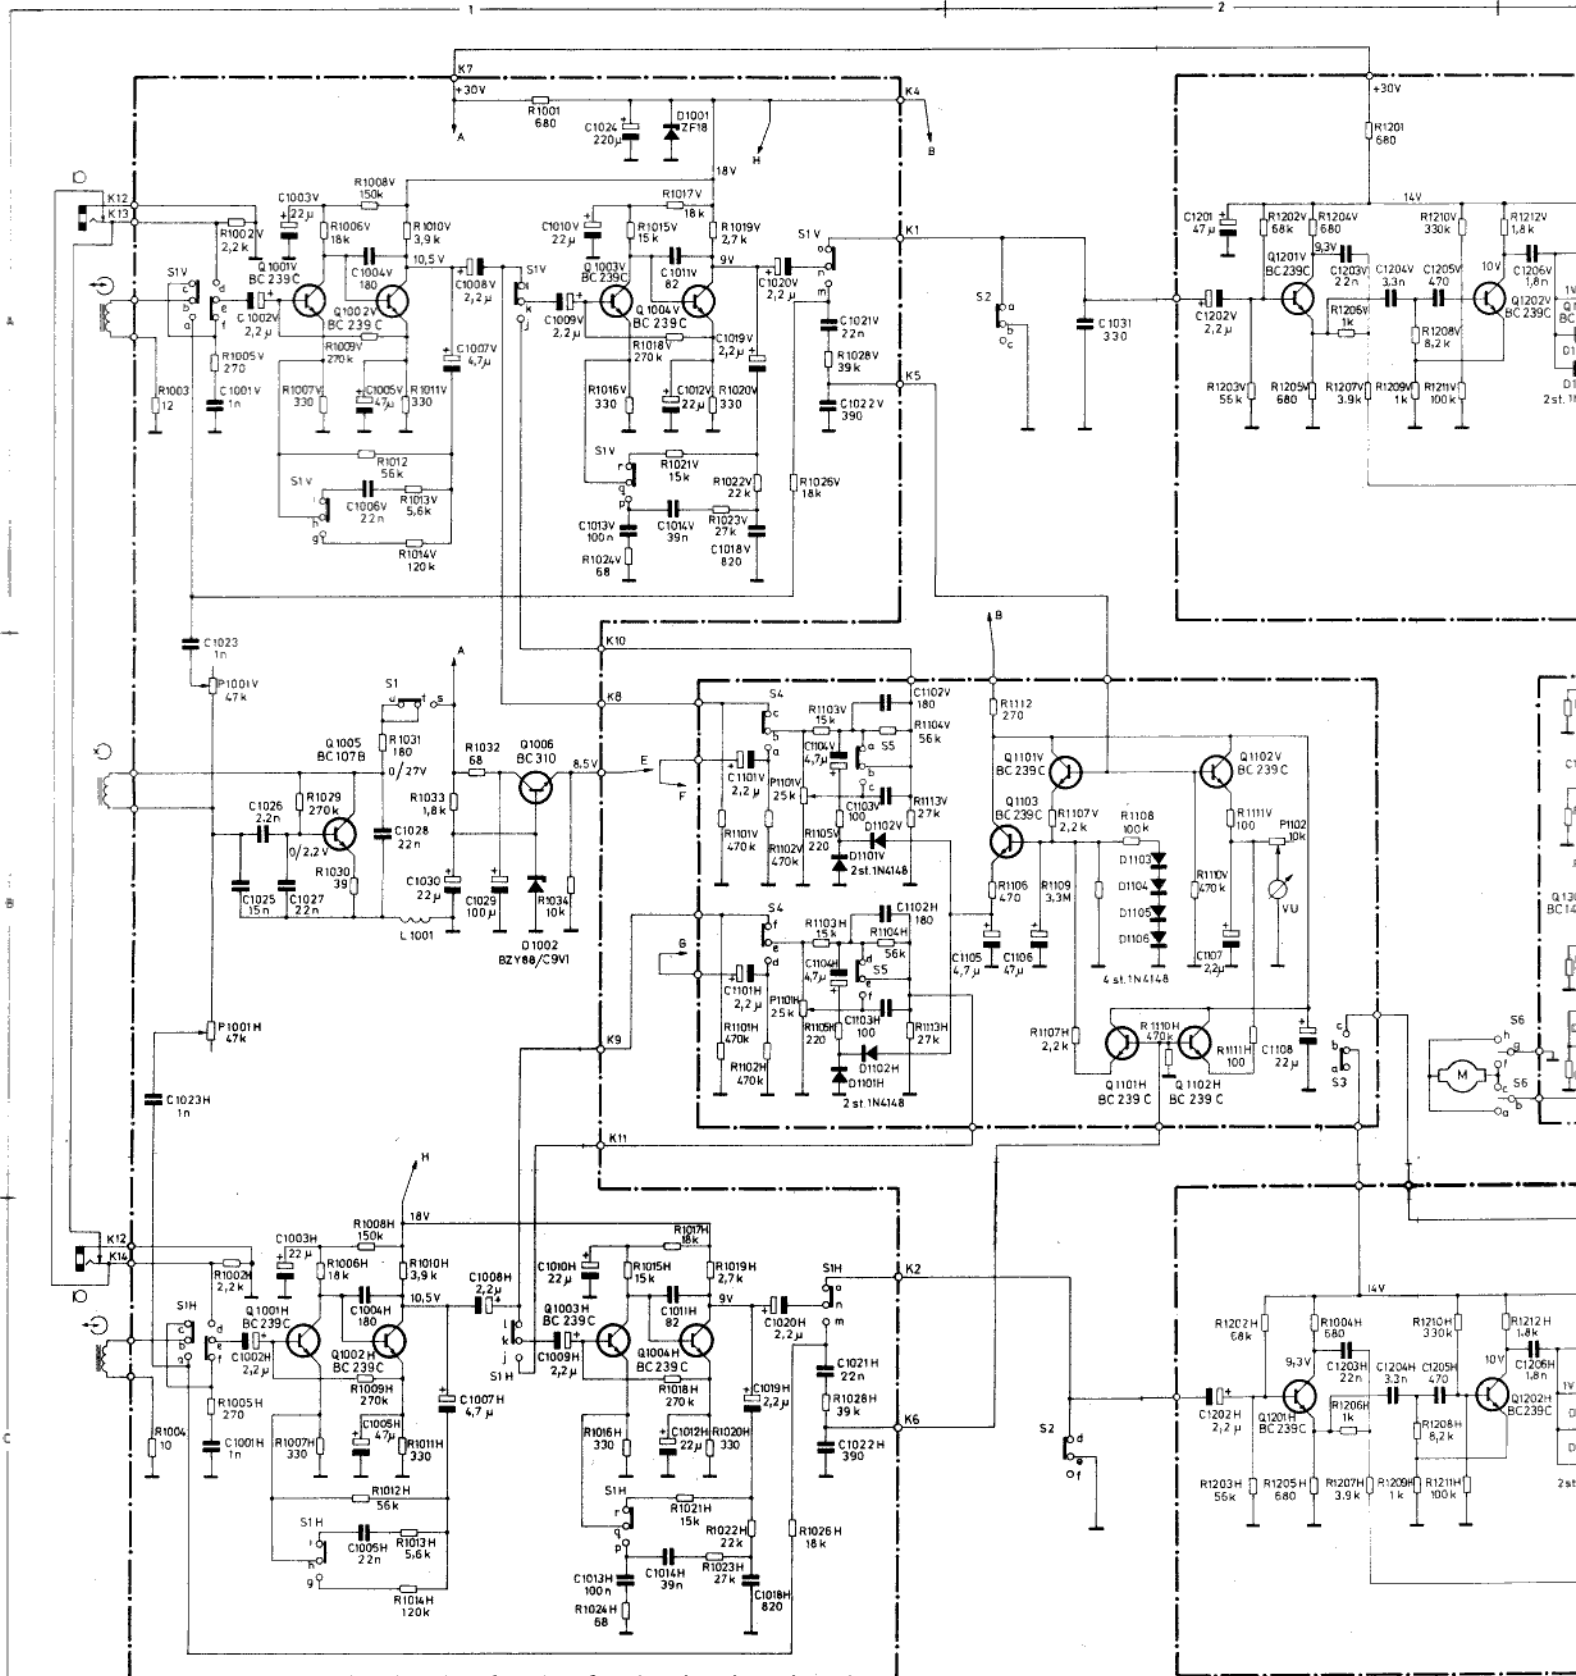 1
2
K7
+30V
R1001
680
C1024
220µ
D1001
ZF18
K4
A
H
B
18V
+30V
R1201
680
K12
K13
R1002V
2,2k
C1003V
22µ
R1008V
150k
R1006V
18k
R1010V
3,9k
C1004V
180
10,5V
Q1001V
BC 239C
Q1002V
BC 239 C
S1V
c
b
a
d
e
f
C1002V
2,2µ
R1005V
270
C1001V
1n
R1003
12
R1009V
270k
R1007V
330
C1005V
47µ
R1011V
330
C1007V
4,7µ
C1008V
2,2µ
S1V
l
k
j
R1012
56k
S1V
i
h
g
C1006V
22n
R1013V
5,6k
R1014V
120k
C1010V
22µ
R1017V
18k
R1015V
15k
R1019V
2,7k
C1011V
82
9V
Q1003V
BC 239C
Q1004V
BC 239 C
C1009V
2,2µ
R1018V
270k
C1019V
2,2µ
C1020V
2,2µ
S1V
o
n
m
K1
C1021V
22n
R1028V
39k
K5
C1022V
390
R1016V
330
C1012V
22µ
R1020V
330
S1V
r
q
p
R1021V
15k
R1022V
22k
R1026V
18k
C1013V
100n
C1014V
39n
R1023V
27k
C1018V
820
R1024V
68
S2
a
b
c
C1031
330
14V
C1201
47µ
R1202V
68k
R1204V
680
R1210V
330k
R1212V
1,8k
9,3V
C1203V
22n
Q1201V
BC239C
C1204V
3,3n
C1205V
470
10V
C1206V
1,8n
Q1202V
BC 239C
C1202V
2,2µ
R1206V
1k
R1208V
8,2k
R1203V
56k
R1205V
680
R1207V
3,9k
R1209V
1k
R1211V
100k
A
C1023
1n
P1001V
47k
K10
K8
A
S1
u
t
s
R1031
180
Q1005
BC107B
0/27V
R1032
68
Q1006
BC310
8,5V
E
F
R1029
270k
C1026
2.2n
0/2,2V
R1033
1,8k
C1028
22n
R1030
39
C1025
15n
C1027
22n
L1001
C1030
22µ
C1029
100µ
R1034
10k
D1002
BZY88/C9V1
S4
c
b
a
R1103V
15k
C1102V
180
R1104V
56k
C1104V
4,7µ
S5
a
b
c
C1101V
2,2µ
P1101V
25k
C1103V
100
R1113V
27k
R1101V
470k
R1102V
470k
R1105V
220
D1102V
D1101V
2 st. 1N4148
B
R1112
270
Q1101V
BC 239C
Q1102V
BC 239C
Q1103
BC 239C
R1107V
2,2k
R1108
100k
R1111V
100
P1102
10k
D1103
D1104
D1105
D1106
R1106
470
R1109
3,3M
R1110V
470k
VU
C1105
4,7µ
C1106
47µ
C1107
2,2µ
4 st. 1N4148
S4
f
e
d
G
R1103H
15k
C1102H
180
R1104H
56k
C1104H
4,7µ
S5
d
e
f
C1101H
2,2µ
P1101H
25k
C1103H
100
R1101H
470k
R1102H
470k
R1105H
220
R1113H
27k
D1102H
D1101H
2 st. 1N4148
R1107H
2,2k
R1110H
470k
R1111H
100
C1108
22µ
c
b
a
S3
Q1101H
BC 239C
Q1102H
BC 239 C
B
S6
h
g
f
M
c
S6
b
a
P1001H
47k
K9
K11
C1023H
1n
H
18V
K12
K14
R1002H
2,2k
C1003H
22µ
R1008H
150k
R1006H
18k
R1010H
3,9k
C1004H
180
10,5V
Q1001H
BC 239C
Q1002H
BC 239 C
S1H
c
b
a
d
e
f
C1002H
2,2µ
R1005H
270
C1001H
1n
R1004
10
R1009H
270k
R1007H
330
C1005H
47µ
R1011H
330
C1007H
4,7µ
C1008H
2,2µ
l
k
j
S1H
R1012H
56k
S1H
i
h
g
C1005H
22n
R1013H
5,6k
R1014H
120k
C1010H
22µ
R1017H
18k
R1015H
15k
R1019H
2,7k
C1011H
82
9V
Q1003H
BC 239C
Q1004H
BC 239 C
C1009H
2,2µ
R1018H
270k
C1019H
2,2µ
C1020H
2,2µ
S1H
o
n
m
K2
C1021H
22n
R1028H
39k
K6
C1022H
390
R1016H
330
C1012H
22µ
R1020H
330
S1H
r
q
p
R1021H
15k
R1022H
22k
R1026H
18k
C1013H
100n
C1014H
39n
R1023H
27k
C1018H
820
R1024H
68
S2
d
e
f
14V
R1202H
68k
R1004H
680
R1210H
330k
R1212H
1,8k
9,3V
C1203H
22n
Q1201H
BC239C
C1204H
3,3n
C1205H
470
10V
C1206H
1,8n
Q1202H
BC239C
C1202H
2,2µ
R1206H
1k
R1208H
8,2k
R1203H
56k
R1205H
680
R1207H
3,9k
R1209H
1k
R1211H
100k
C